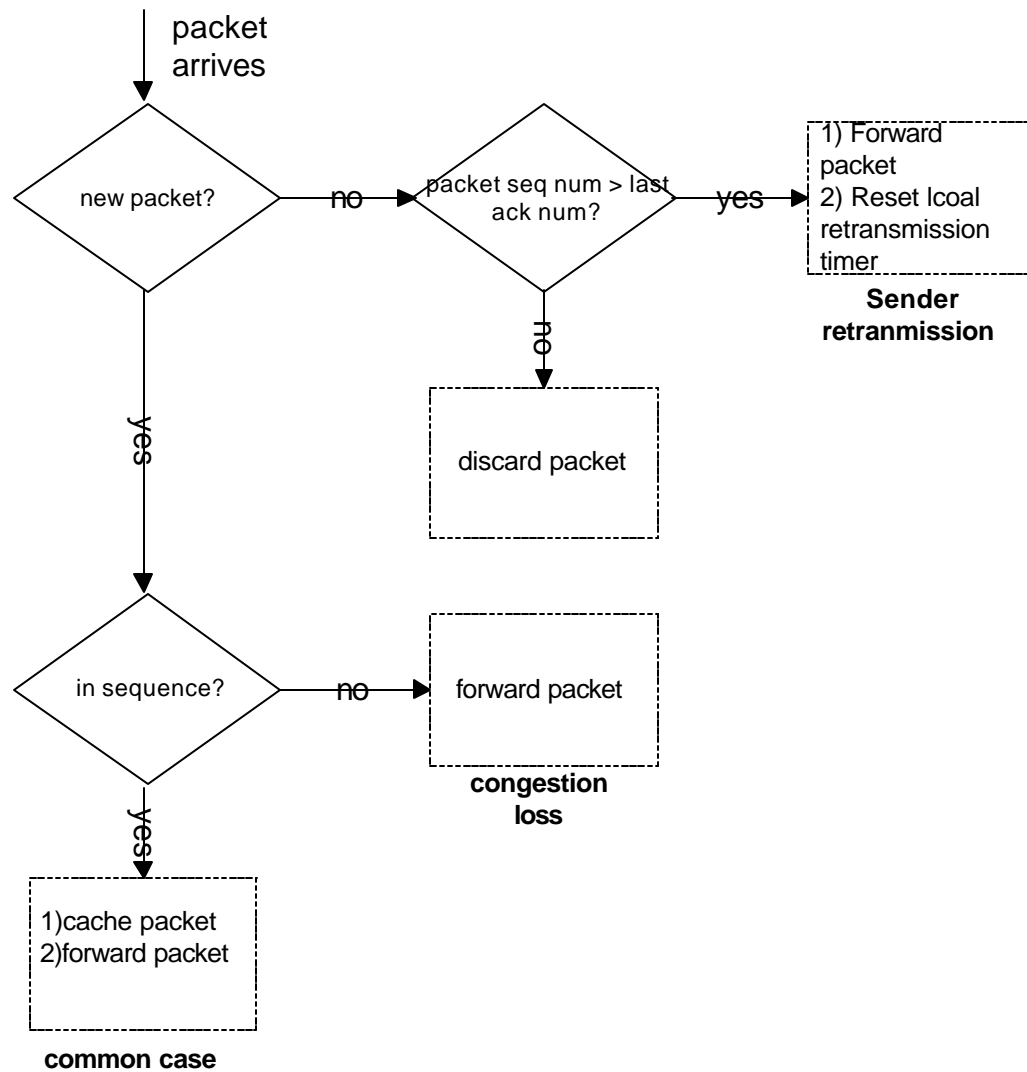 packet
arrives
new packet?
no
packet seq num > last
ack num?
yes
1) Forward
packet
2) Reset lcoal
retransmission
timer
Sender
retranmission
no
discard packet
yes
in sequence?
no
forward packet
congestion
loss
yes
1)cache packet
2)forward packet
common case